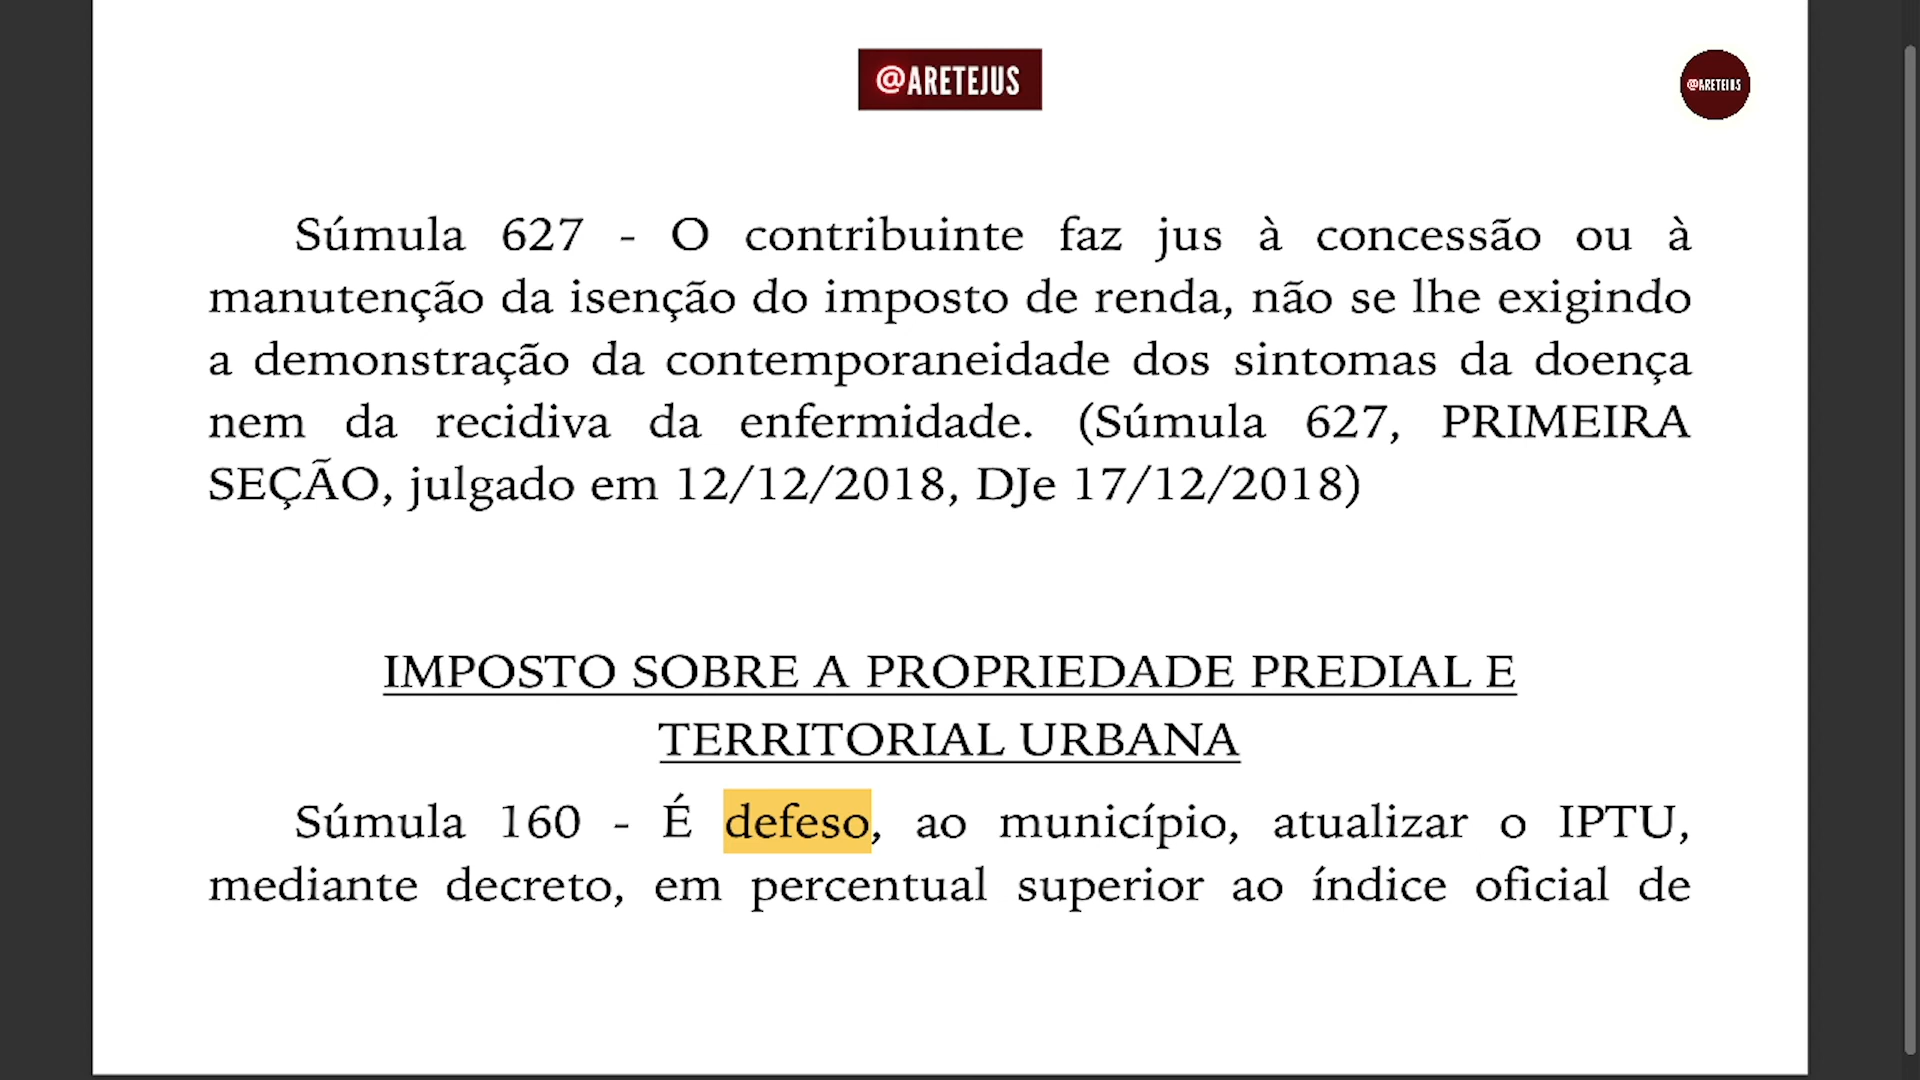 @ARETEJUS
@ARETEJUS
Súmula 627 - O contribuinte faz jus à concessão ou à
manutenção da isenção do imposto de renda, não se lhe exigindo
a demonstração da contemporaneidade dos sintomas da doença
nem da recidiva da enfermidade. (Súmula 627, PRIMEIRA
SEÇÃO, julgado em 12/12/2018, DJe 17/12/2018)
IMPOSTO SOBRE A PROPRIEDADE PREDIAL E
TERRITORIAL URBANA
Súmula 160 - É defeso, ao município, atualizar o IPTU,
mediante decreto, em percentual superior ao índice oficial de